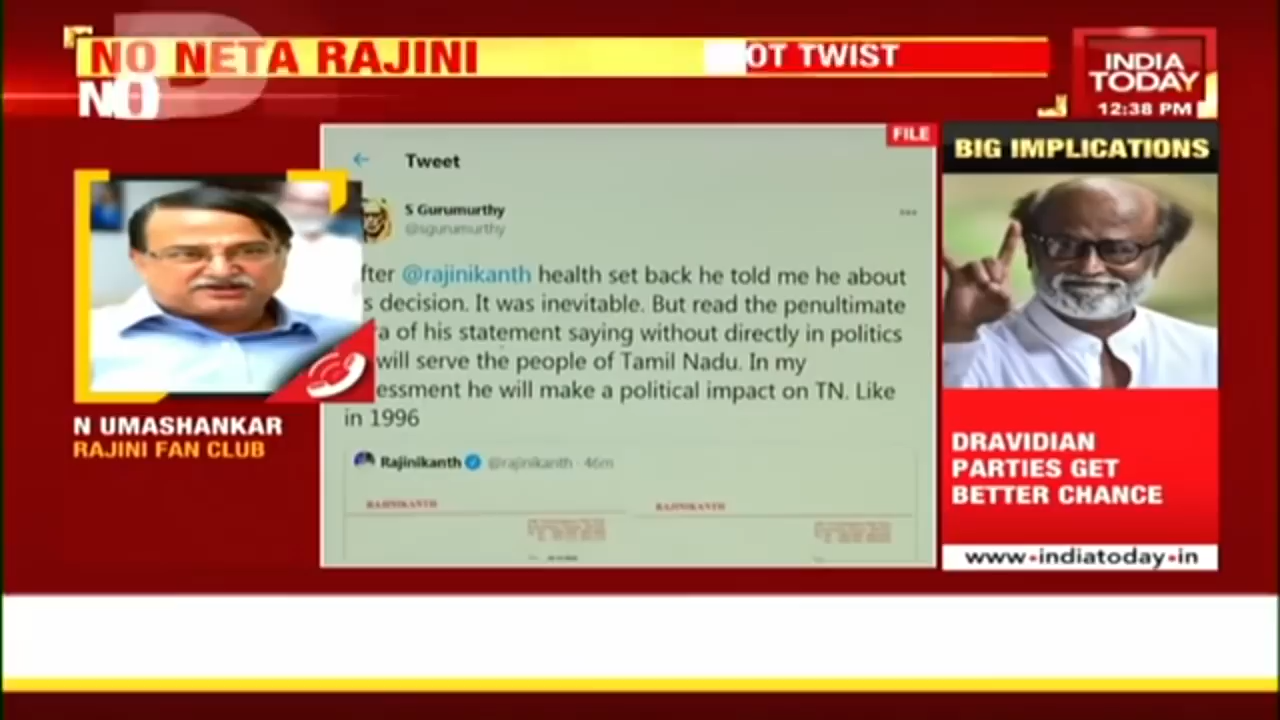 NO NETA RAJINI
OT TWIST
NO
INDIA
TODAY
12:38 PM
FILE
BIG IMPLICATIONS
Tweet
S Gurumurthy
@sgurumurthy
fter @rajinikanth health set back he told me he about
s decision. It was inevitable. But read the penultimate
a of his statement saying without directly in politics
will serve the people of Tamil Nadu. In my
essment he will make a political impact on TN. Like
in 1996
Rajinikanth @rajinikanth · 46m
RAJINIKANTH
RAJINIKANTH
N UMASHANKAR
RAJINI FAN CLUB
DRAVIDIAN
PARTIES GET
BETTER CHANCE
www•indiatoday•in